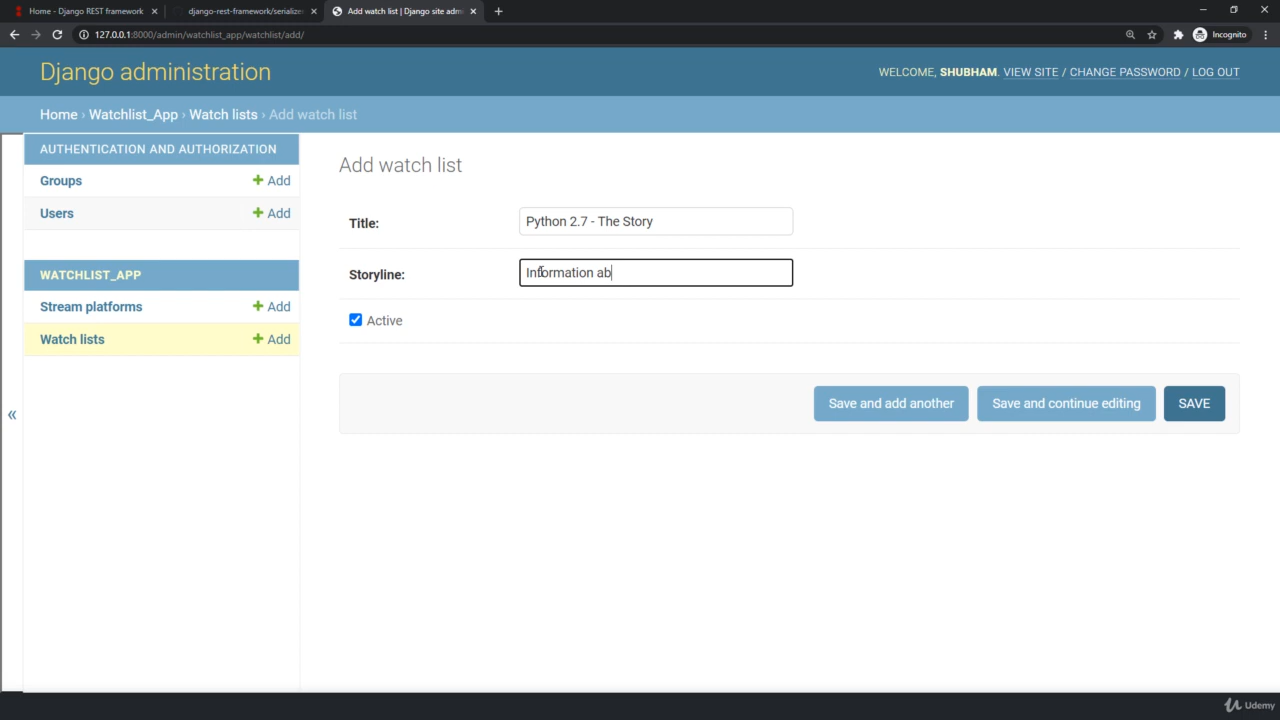 Home - Django REST framework
django-rest-framework/serialize
Add watch list | Django site adm
127.0.0.1:8000/admin/watchlist_app/watchlist/add/
Incognito
Django administration
WELCOME, SHUBHAM. VIEW SITE / CHANGE PASSWORD / LOG OUT
Home › Watchlist_App › Watch lists › Add watch list
AUTHENTICATION AND AUTHORIZATION
Groups
+ Add
Users
+ Add
WATCHLIST_APP
Stream platforms
+ Add
Watch lists
+ Add
«
Add watch list
Title:
Python 2.7 - The Story
Storyline:
Information ab
Active
Save and add another
Save and continue editing
SAVE
Udemy